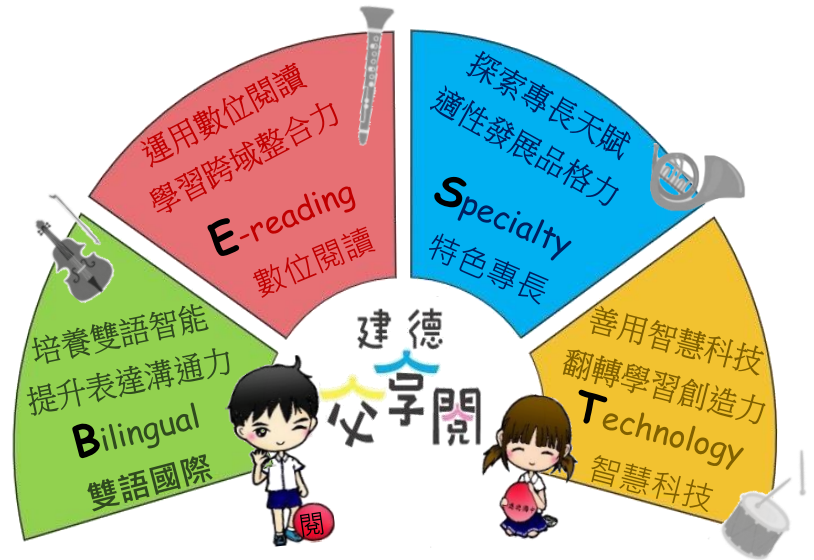 培養雙語智能
提升表達溝通力
Bilingual
雙語國際
運用數位閱讀
學習跨域整合力
E-reading
數位閱讀
探索專長天賦
適性發展品格力
Specialty
特色專長
善用智慧科技
翻轉學習創造力
Technology
智慧科技
建德
閱